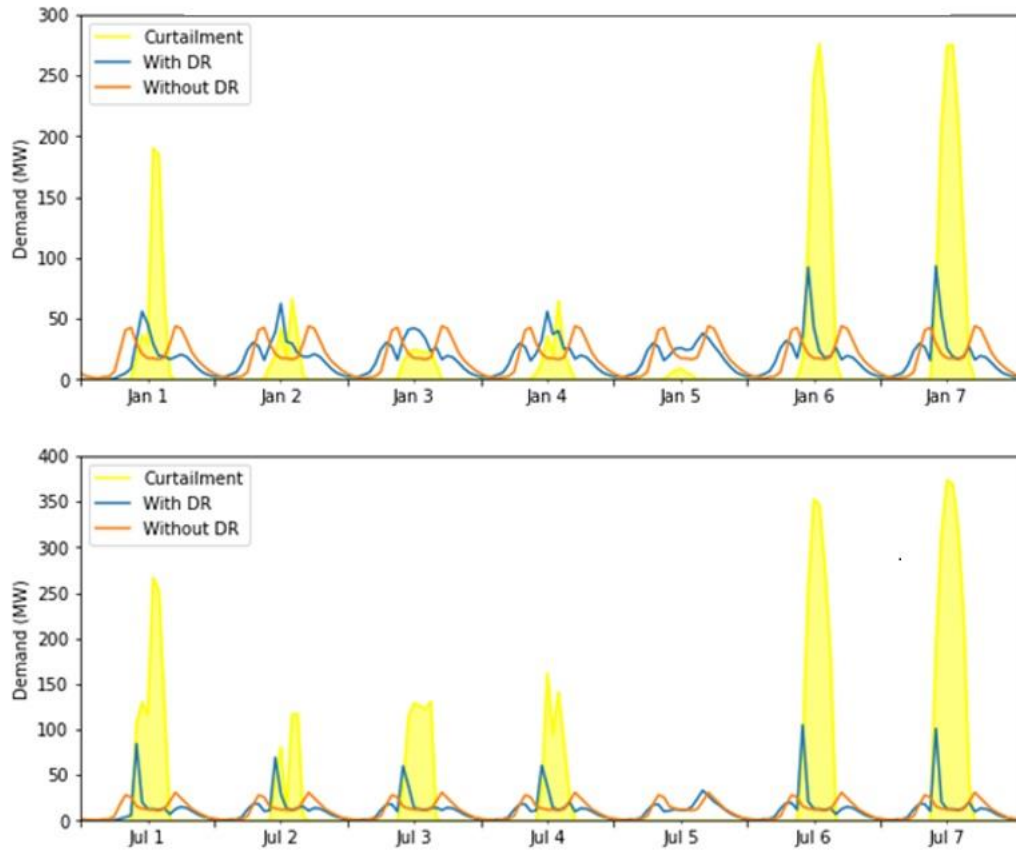 300
250
200
150
100
50
0
Demand (MW)
Curtailment
With DR
Without DR
Jan 1 Jan 2 Jan 3 Jan 4 Jan 5 Jan 6 Jan 7
400
350
300
250
200
150
100
50
0
Demand (MW)
Curtailment
With DR
Without DR
Jul 1 Jul 2 Jul 3 Jul 4 Jul 5 Jul 6 Jul 7